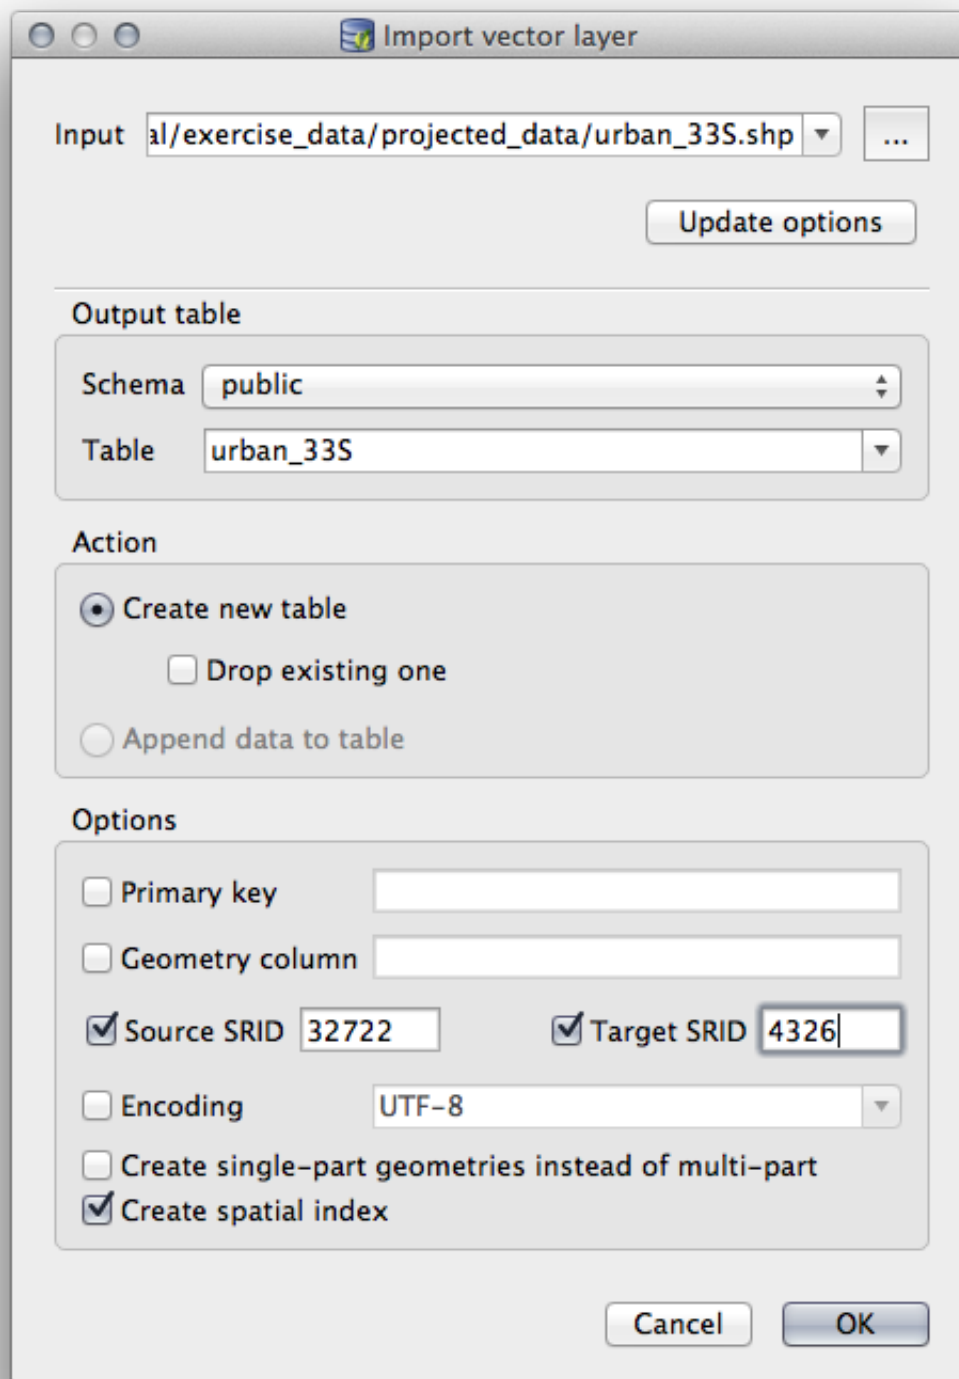 Import vector layer
Input al/exercise_data/projected_data/urban_33S.shp ...
Update options
Output table
Schema public
Table urban_33S
Action
Create new table
Drop existing one
Append data to table
Options
Primary key
Geometry column
Source SRID 32722 Target SRID 4326
Encoding UTF-8
Create single-part geometries instead of multi-part
Create spatial index
Cancel OK